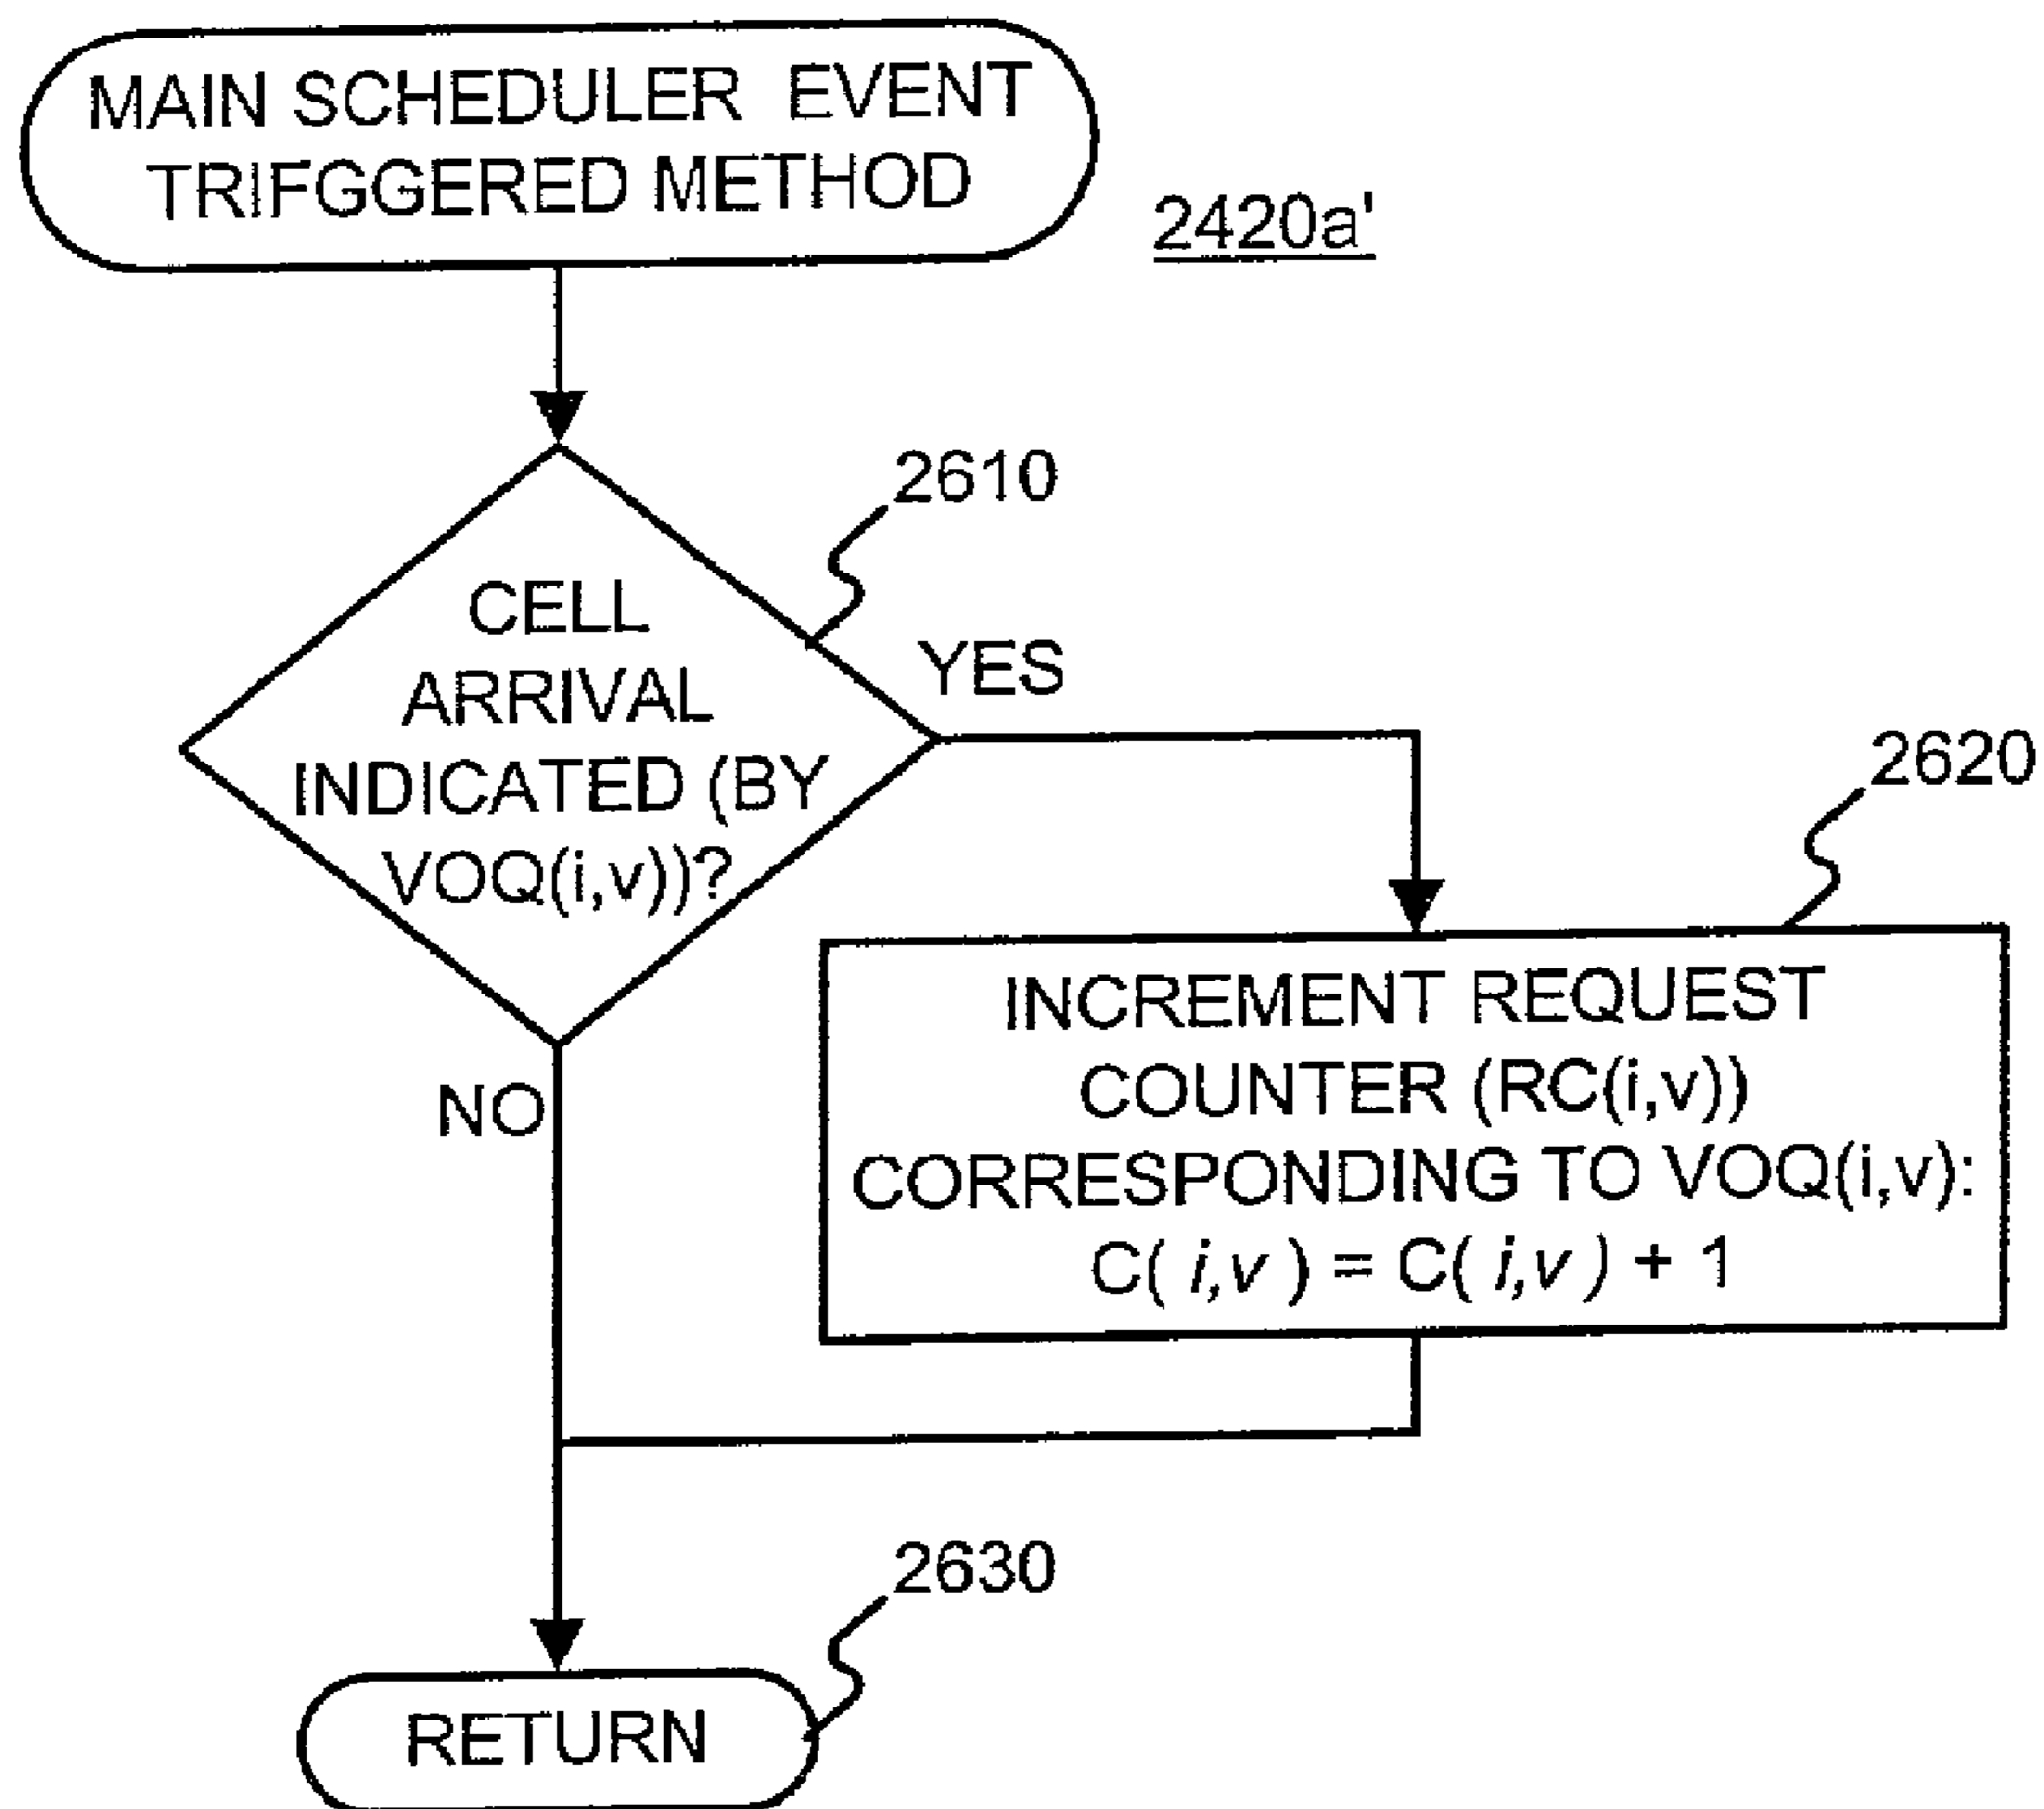 MAIN SCHEDULER EVENT
TRIFGGERED METHOD
2420a'
2610
CELL
ARRIVAL
INDICATED (BY
VOQ(i,v))?
YES
2620
INCREMENT REQUEST
COUNTER (RC(i,v))
CORRESPONDING TO VOQ(i,v):
C( i,v ) = C( i,v ) + 1
NO
2630
RETURN